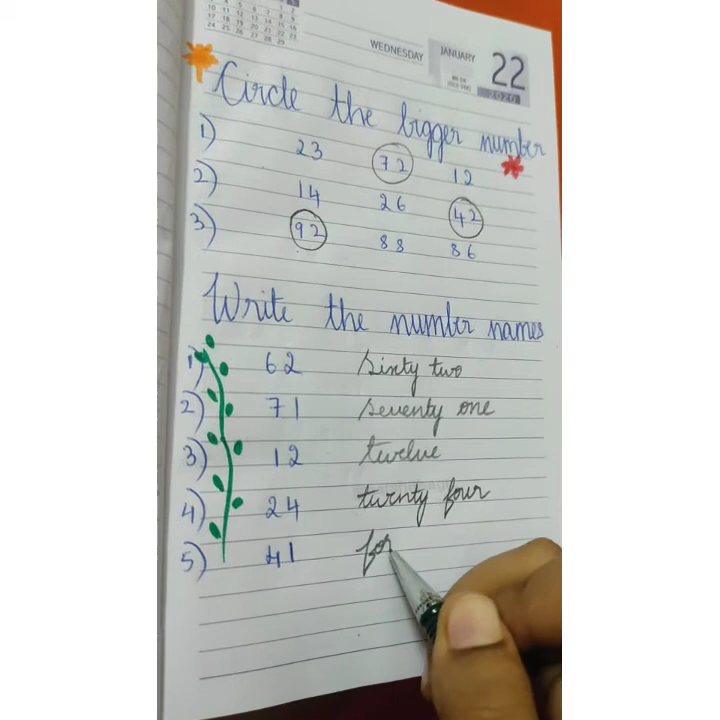 WEDNESDAY JANUARY 22
2020
Circle the bigger number
1) 23 72 12
2) 14 26 42
3) 92 88 86
Write the number names
1) 62 sixty two
2) 71 seventy one
3) 12 twelve
4) 24 twenty four
5) 41 for